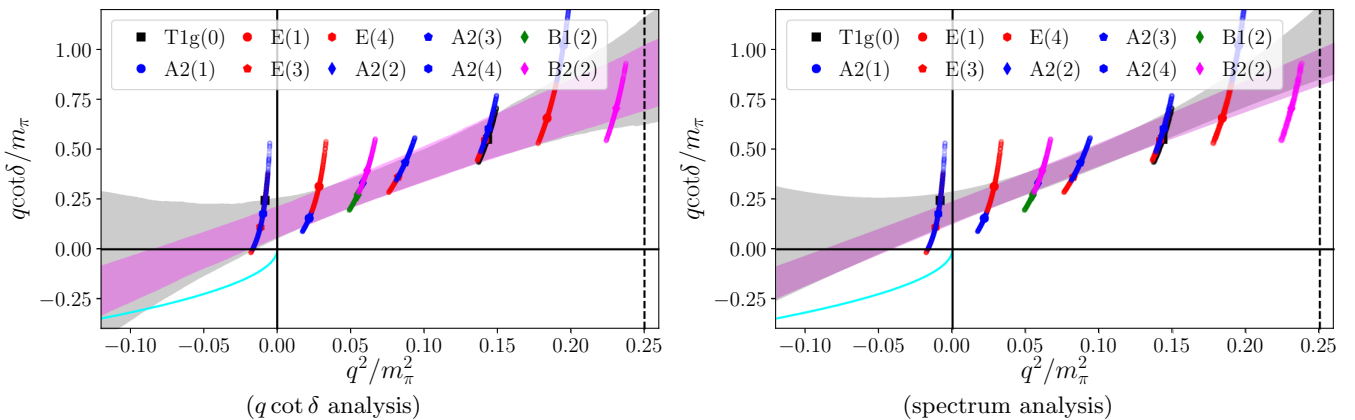 T1g(0) E(1) E(4) A2(3) B1(2)
A2(1) E(3) A2(2) A2(4) B2(2)
1.00
0.75
0.50
0.25
0.00
−0.25
qcotδ/m_π
−0.10 −0.05 0.00 0.05 0.10 0.15 0.20 0.25
q²/m_π²
(q cot δ analysis)
T1g(0) E(1) E(4) A2(3) B1(2)
A2(1) E(3) A2(2) A2(4) B2(2)
1.00
0.75
0.50
0.25
0.00
−0.25
qcotδ/m_π
−0.10 −0.05 0.00 0.05 0.10 0.15 0.20 0.25
q²/m_π²
(spectrum analysis)